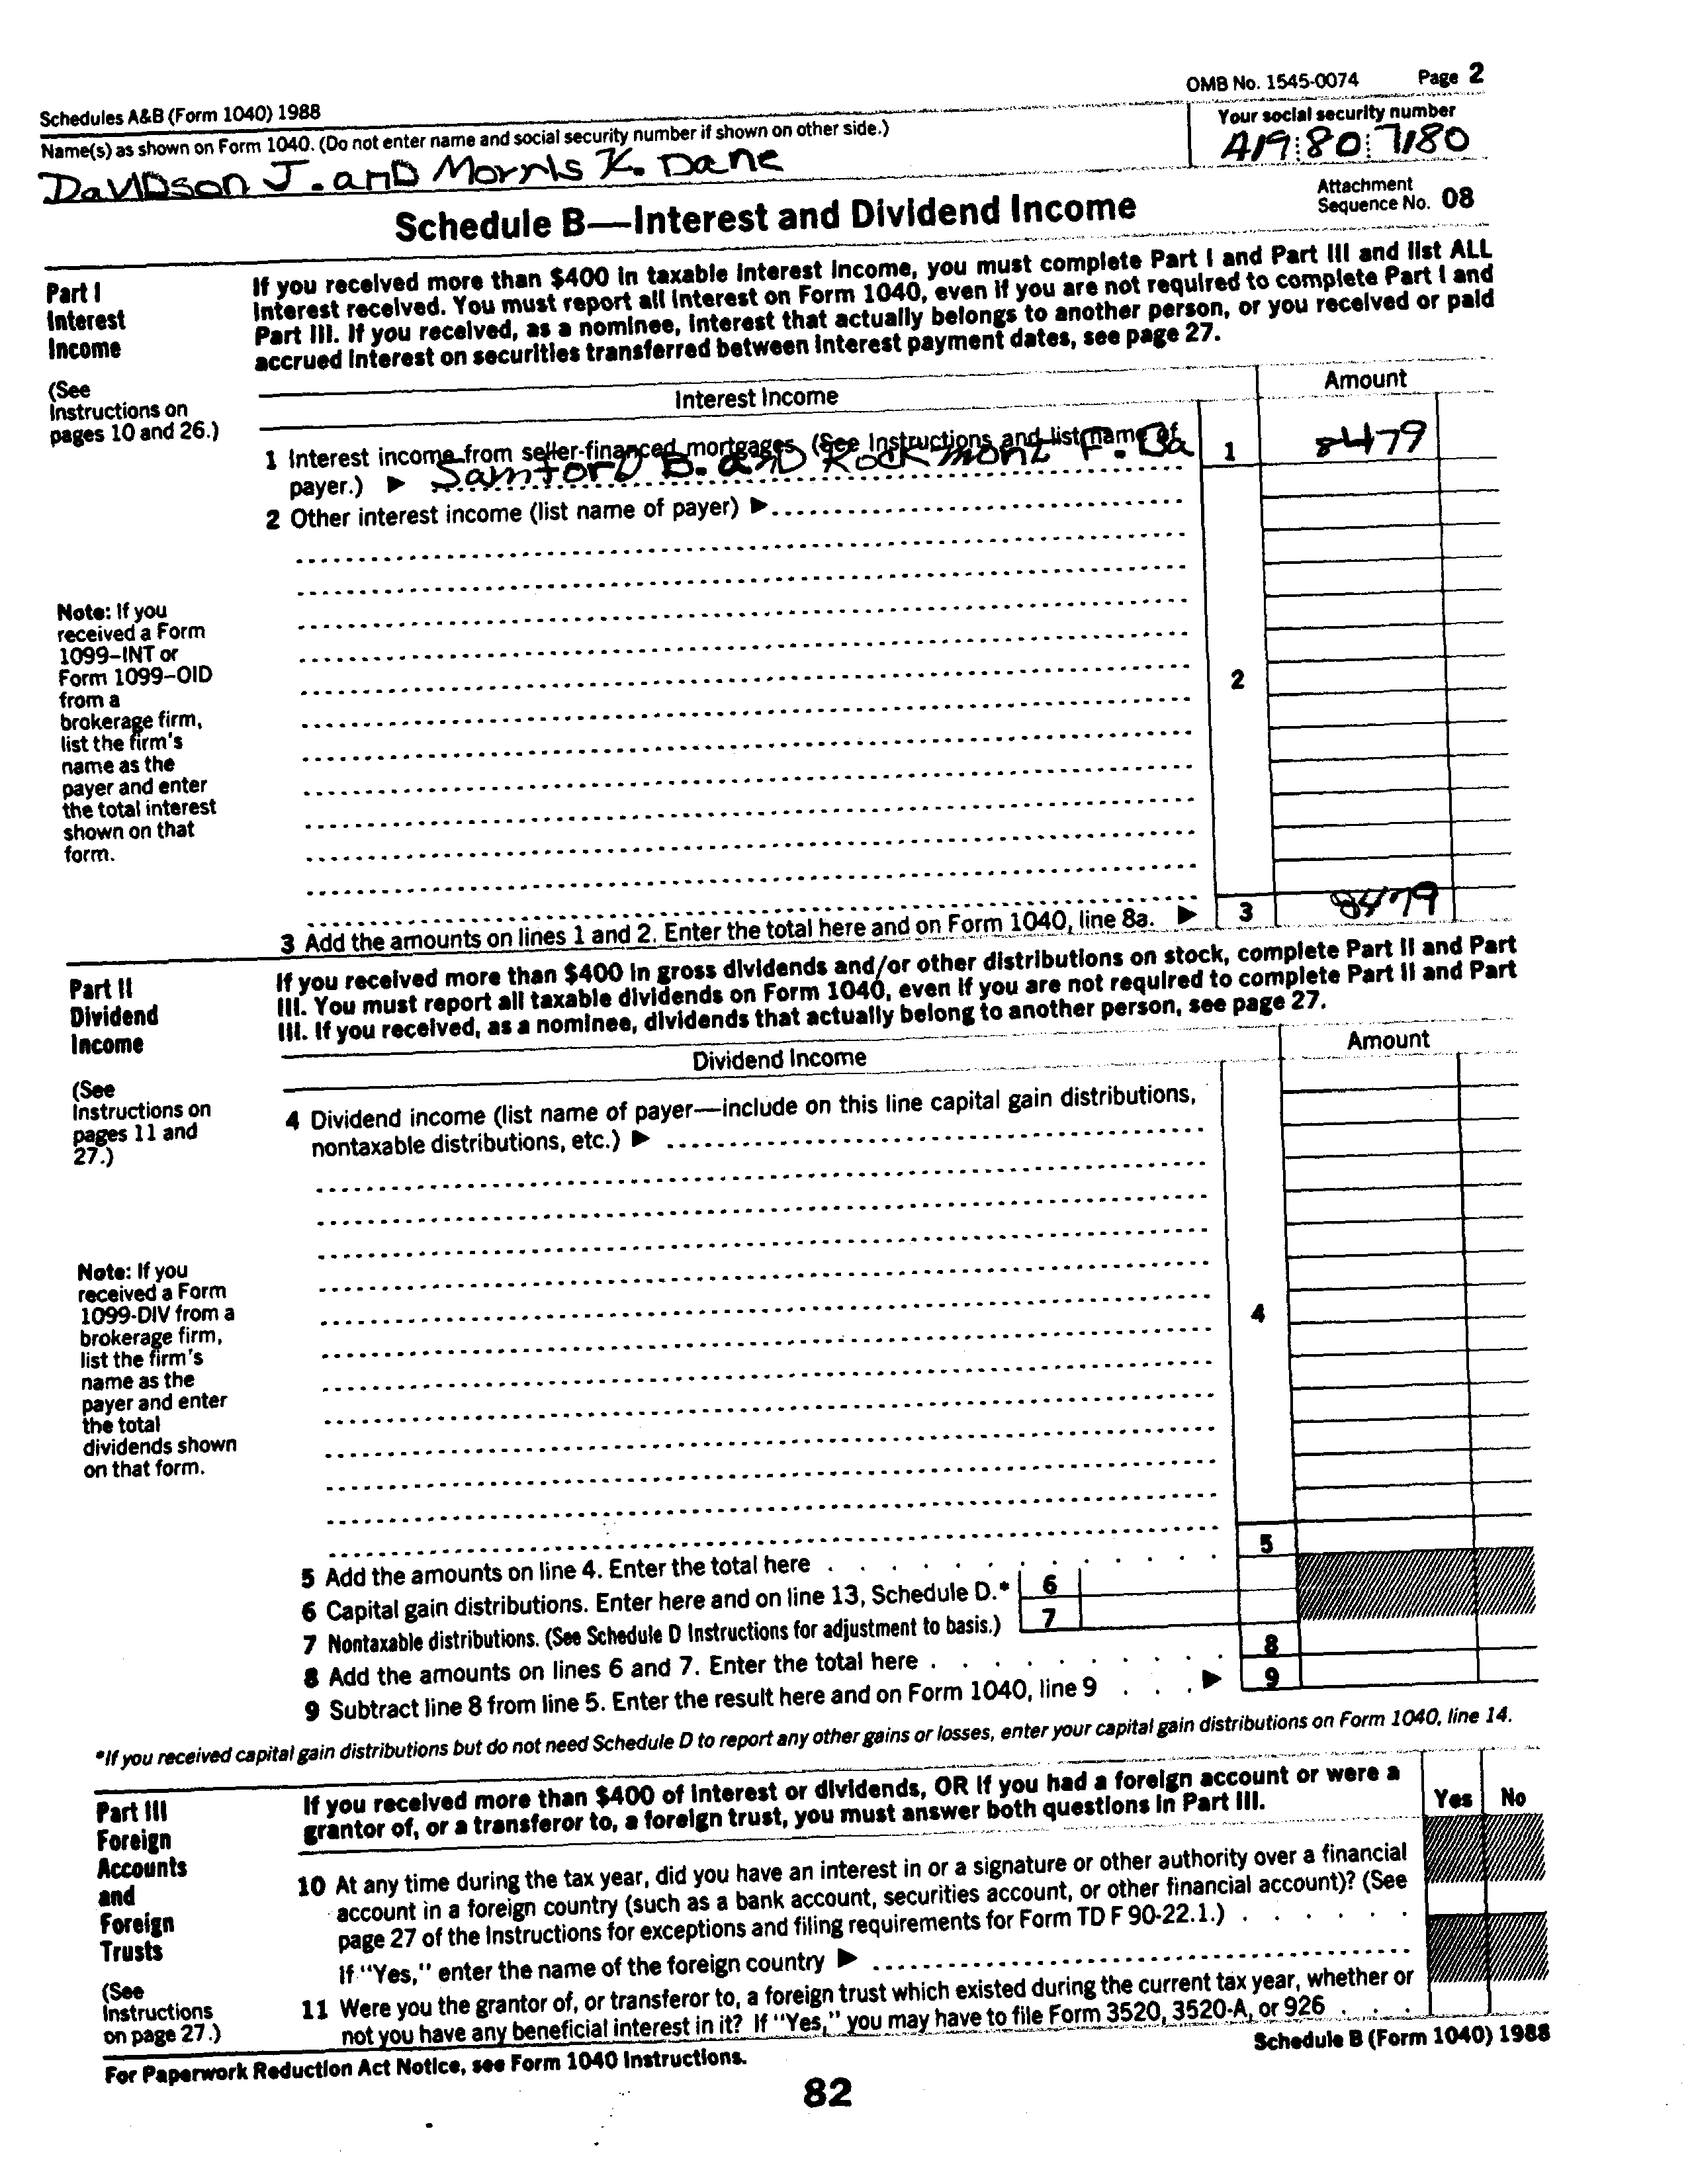 OMB No. 1545-0074 Page 2
Schedules A&B (Form 1040) 1988
Name(s) as shown on Form 1040. (Do not enter name and social security number if shown on other side.)
Your social security number
Davidson J. and Morris K. Dane
A19 80 7180
Schedule B—Interest and Dividend Income
Attachment
Sequence No. 08
Part I
Interest
Income
(See
Instructions on
pages 10 and 26.)
If you received more than $400 in taxable interest income, you must complete Part I and Part III and list ALL
interest received. You must report all interest on Form 1040, even if you are not required to complete Part I and
Part III. If you received, as a nominee, interest that actually belongs to another person, or you received or paid
accrued interest on securities transferred between interest payment dates, see page 27.
Interest Income
Amount
1 Interest income from seller-financed mortgages (See Instructions and list name of
payer.) ▶ Samford B. and Rockmont F. Da
1 8479
2 Other interest income (list name of payer) ▶
Note: If you
received a Form
1099-INT or
Form 1099-OID
from a
brokerage firm,
list the firm's
name as the
payer and enter
the total interest
shown on that
form.
2
3 Add the amounts on lines 1 and 2. Enter the total here and on Form 1040, line 8a. ▶ 3 8479
Part II
Dividend
Income
(See
Instructions on
pages 11 and
27.)
If you received more than $400 in gross dividends and/or other distributions on stock, complete Part II and Part
III. You must report all taxable dividends on Form 1040, even if you are not required to complete Part II and Part
III. If you received, as a nominee, dividends that actually belong to another person, see page 27.
Dividend Income
Amount
4 Dividend income (list name of payer—include on this line capital gain distributions,
nontaxable distributions, etc.) ▶
Note: If you
received a Form
1099-DIV from a
brokerage firm,
list the firm's
name as the
payer and enter
the total
dividends shown
on that form.
4
5 Add the amounts on line 4. Enter the total here . . . 5
6 Capital gain distributions. Enter here and on line 13, Schedule D.* 6
7 Nontaxable distributions. (See Schedule D Instructions for adjustment to basis.) 7
8 Add the amounts on lines 6 and 7. Enter the total here . . . 8
9 Subtract line 8 from line 5. Enter the result here and on Form 1040, line 9 . . . ▶ 9
*If you received capital gain distributions but do not need Schedule D to report any other gains or losses, enter your capital gain distributions on Form 1040, line 14.
Part III
Foreign
Accounts
and
Foreign
Trusts
(See
Instructions
on page 27.)
If you received more than $400 of interest or dividends, OR if you had a foreign account or were a
grantor of, or a transferor to, a foreign trust, you must answer both questions in Part III.
Yes No
10 At any time during the tax year, did you have an interest in or a signature or other authority over a financial
account in a foreign country (such as a bank account, securities account, or other financial account)? (See
page 27 of the Instructions for exceptions and filing requirements for Form TD F 90-22.1.) . . .
If "Yes," enter the name of the foreign country ▶
11 Were you the grantor of, or transferor to, a foreign trust which existed during the current tax year, whether or
not you have any beneficial interest in it? If "Yes," you may have to file Form 3520, 3520-A, or 926 . . .
For Paperwork Reduction Act Notice, see Form 1040 Instructions.
Schedule B (Form 1040) 1988
82